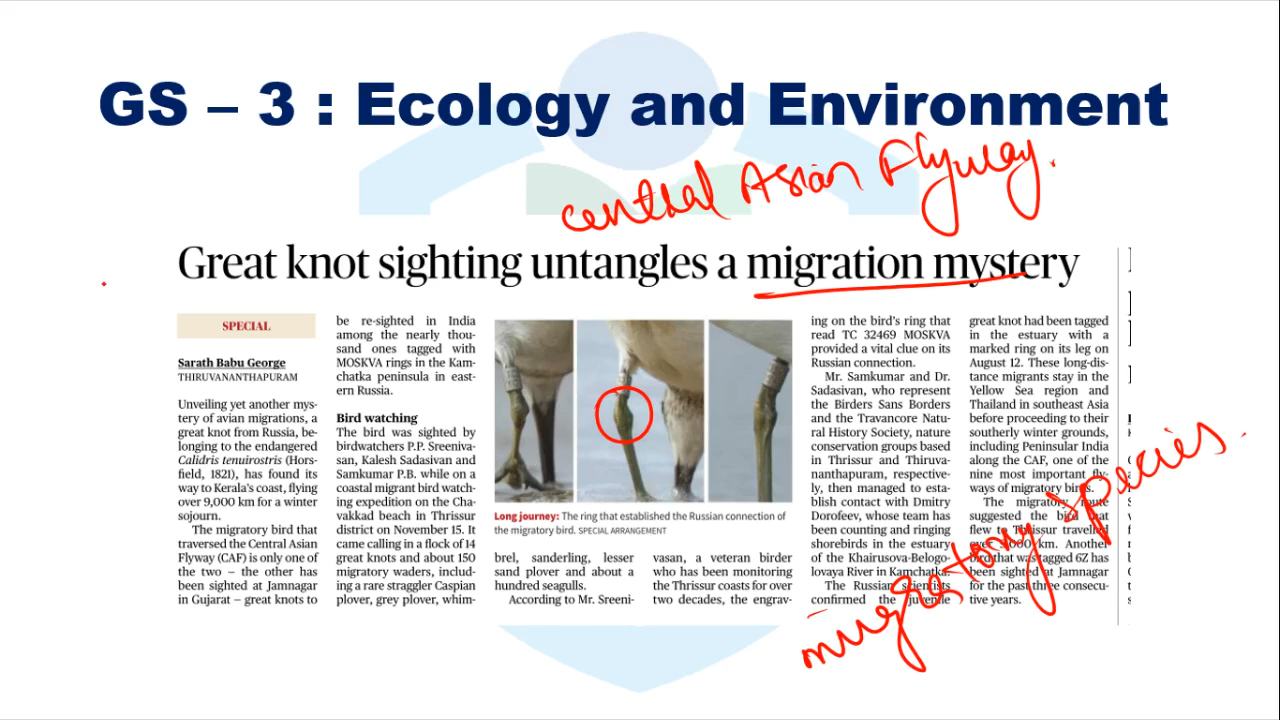 GS – 3 : Ecology and Environment
central Asian Flyway.
Great knot sighting untangles a migration mystery
SPECIAL
Sarath Babu George
THIRUVANANTHAPURAM
Unveiling yet another mys-
tery of avian migrations, a
great knot from Russia, be-
longing to the endangered
Calidris tenuirostris (Hors-
field, 1821), has found its
way to Kerala's coast, flying
over 9,000 km for a winter
sojourn.
The migratory bird that
traversed the Central Asian
Flyway (CAF) is only one of
the two – the other has
been sighted at Jamnagar
in Gujarat – great knots to
be re-sighted in India
among the nearly thou-
sand ones tagged with
MOSKVA rings in the Kam-
chatka peninsula in east-
ern Russia.
Bird watching
The bird was sighted by
birdwatchers P.P. Sreeniva-
san, Kalesh Sadasivan and
Samkumar P.B. while on a
coastal migrant bird watch-
ing expedition on the Cha-
vakkad beach in Thrissur
district on November 15. It
came calling in a flock of 14
great knots and about 150
migratory waders, includ-
ing a rare straggler Caspian
plover, grey plover, whim-
Long journey: The ring that established the Russian connection of
the migratory bird. SPECIAL ARRANGEMENT
brel, sanderling, lesser
sand plover and about a
hundred seagulls.
According to Mr. Sreeni-
vasan, a veteran birder
who has been monitoring
the Thrissur coasts for over
two decades, the engrav-
ing on the bird's ring that
read TC 32469 MOSKVA
provided a vital clue on its
Russian connection.
Mr. Samkumar and Dr.
Sadasivan, who represent
the Birders Sans Borders
and the Travancore Natu-
ral History Society, nature
conservation groups based
in Thrissur and Thiruva-
nanthapuram, respective-
ly, then managed to esta-
blish contact with Dmitry
Dorofeev, whose team has
been counting and ringing
shorebirds in the estuary
of the Khairusova-Belogo-
lovaya River in Kamchatka.
The Russian scientists
confirmed the juvenile
great knot had been tagged
in the estuary with a
marked ring on its leg on
August 12. These long-dis-
tance migrants stay in the
Yellow Sea region and
Thailand in southeast Asia
before proceeding to their
southerly winter grounds,
including Peninsular India
along the CAF, one of the
nine most important fly-
ways of migratory birds.
The migratory route
suggested the bird that
flew to Thrissur travelled
over km. Another
bird that was tagged 6Z has
been sighted at Jamnagar
for the past three consecu-
tive years.
migratory species.